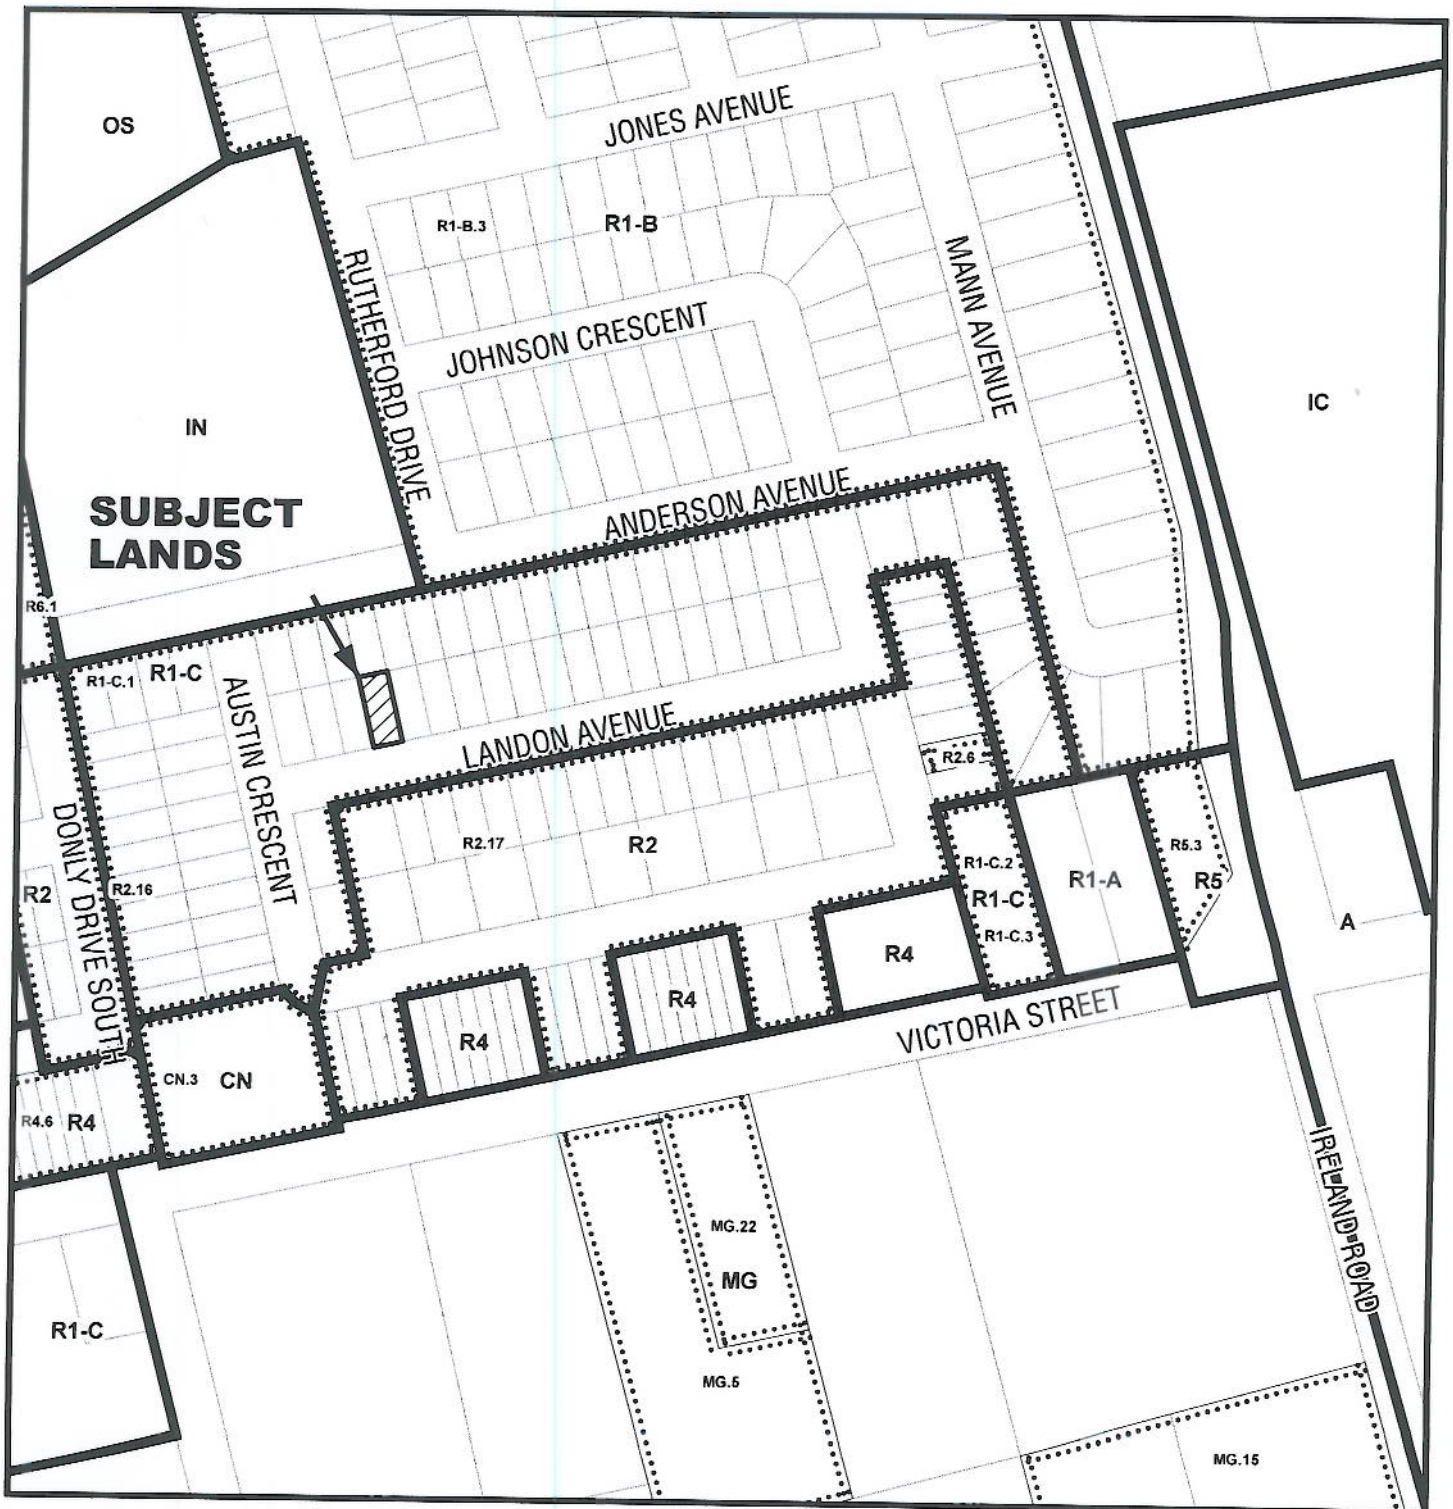 OS
JONES AVENUE
R1-B.3
R1-B
RUTHERFORD DRIVE
MANN AVENUE
JOHNSON CRESCENT
IC
IN
SUBJECT
LANDS
ANDERSON AVENUE
R6.1
R1-C.1
R1-C
AUSTIN CRESCENT
LANDON AVENUE
R2.6
DONLY DRIVE SOUTH
R2.17
R2
R2
R2.16
R1-C.2
R1-C
R1-C.3
R1-A
R5.3
R5
A
R4
R4
R4
VICTORIA STREET
CN.3
CN
R4.6
R4
IRELAND ROAD
MG.22
MG
R1-C
MG.5
MG.15